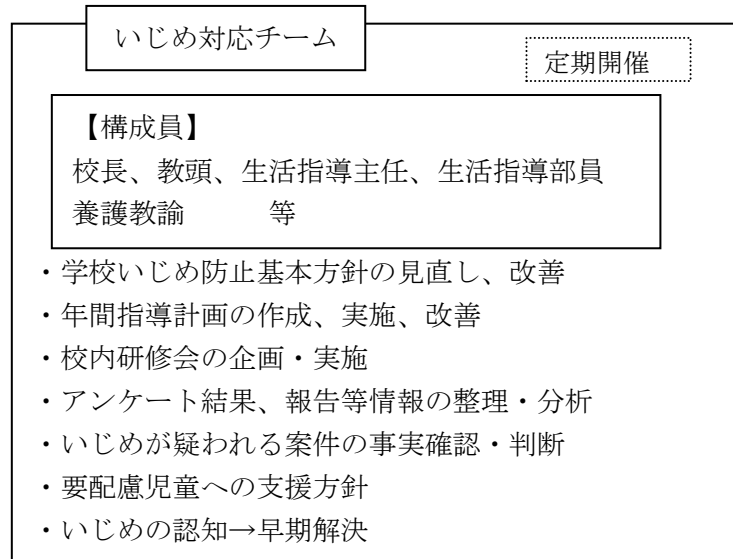 いじめ対応チーム
定期開催
【構成員】
校長、教頭、生活指導主任、生活指導部員
養護教諭　　　等
・学校いじめ防止基本方針の見直し、改善
・年間指導計画の作成、実施、改善
・校内研修会の企画・実施
・アンケート結果、報告等情報の整理・分析
・いじめが疑われる案件の事実確認・判断
・要配慮児童への支援方針
・いじめの認知→早期解決